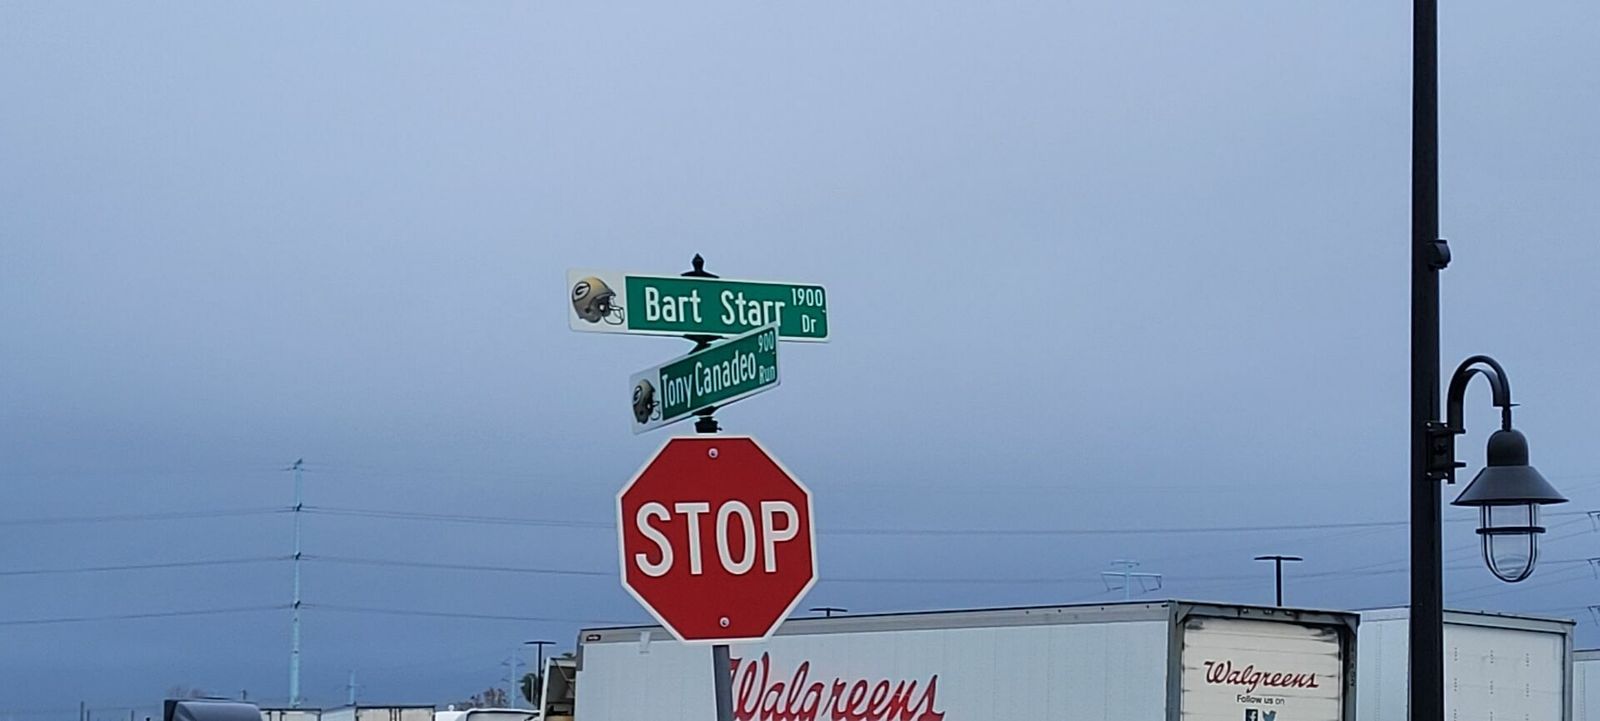 G
Bart Starr 1900 Dr
G
Tony Canadeo 900 Run
STOP
Walgreens
Walgreens
Follow us on